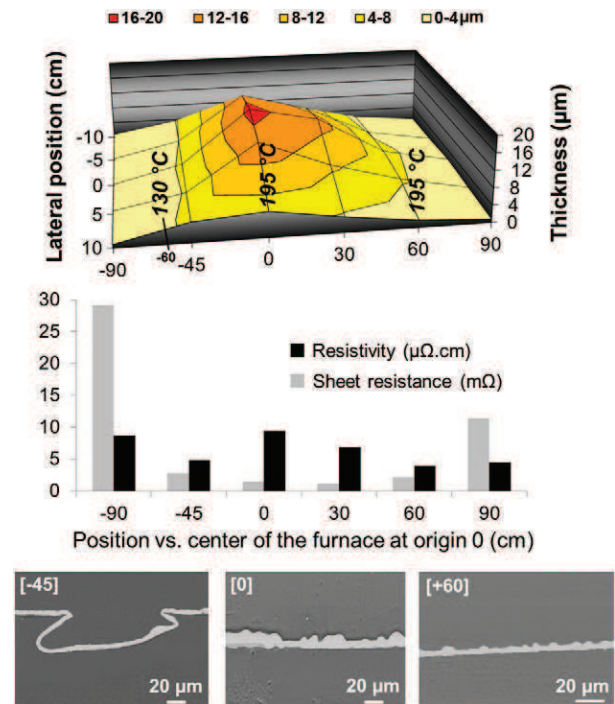 16-20 12-16 8-12 4-8 0-4µm
Lateral position (cm)
-10
-5
0
5
10
130 °C
195 °C
195 °C
20
16
12
8
4
0
Thickness (µm)
-90 -60 -45 0 30 60 90
30
25
20
15
10
5
0
Resistivity (µΩ.cm)
Sheet resistance (mΩ)
-90 -45 0 30 60 90
Position vs. center of the furnace at origin 0 (cm)
[-45] [0] [+60]
20 µm 20 µm 20 µm